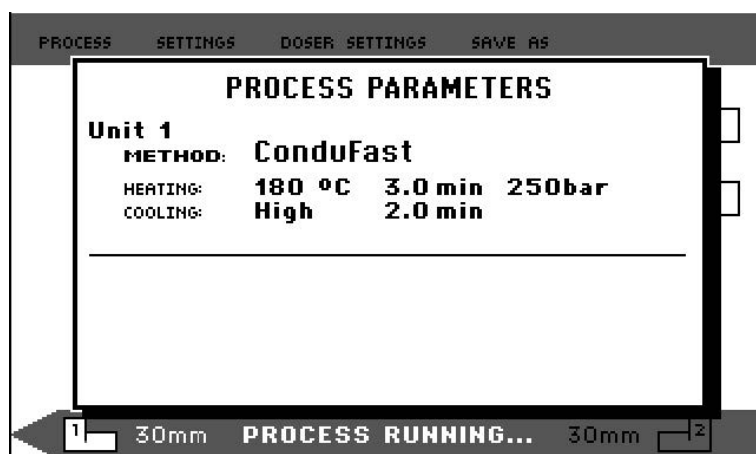 PROCESS SETTINGS DOSER SETTINGS SAVE AS
PROCESS PARAMETERS
Unit 1
METHOD: ConduFast
HEATING: 180 ºC 3.0 min 250bar
COOLING: High 2.0 min
1 30mm PROCESS RUNNING... 30mm 2